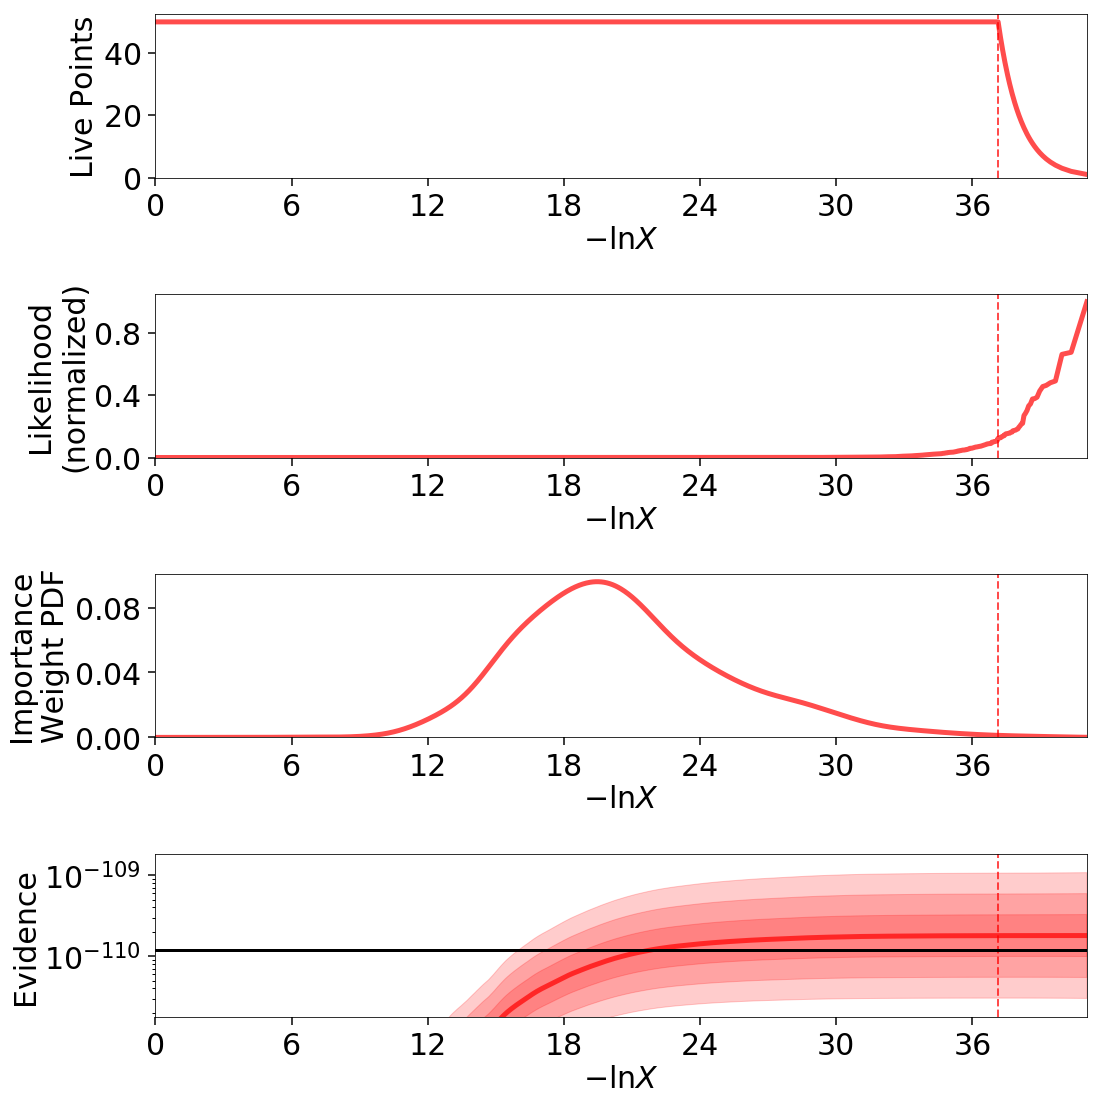 Live Points
40
20
0
0 6 12 18 24 30 36
−lnX
Likelihood
(normalized)
0.8
0.4
0.0
0 6 12 18 24 30 36
−lnX
Importance
Weight PDF
0.08
0.04
0.00
0 6 12 18 24 30 36
−lnX
Evidence
10⁻¹⁰⁹
10⁻¹¹⁰
0 6 12 18 24 30 36
−lnX